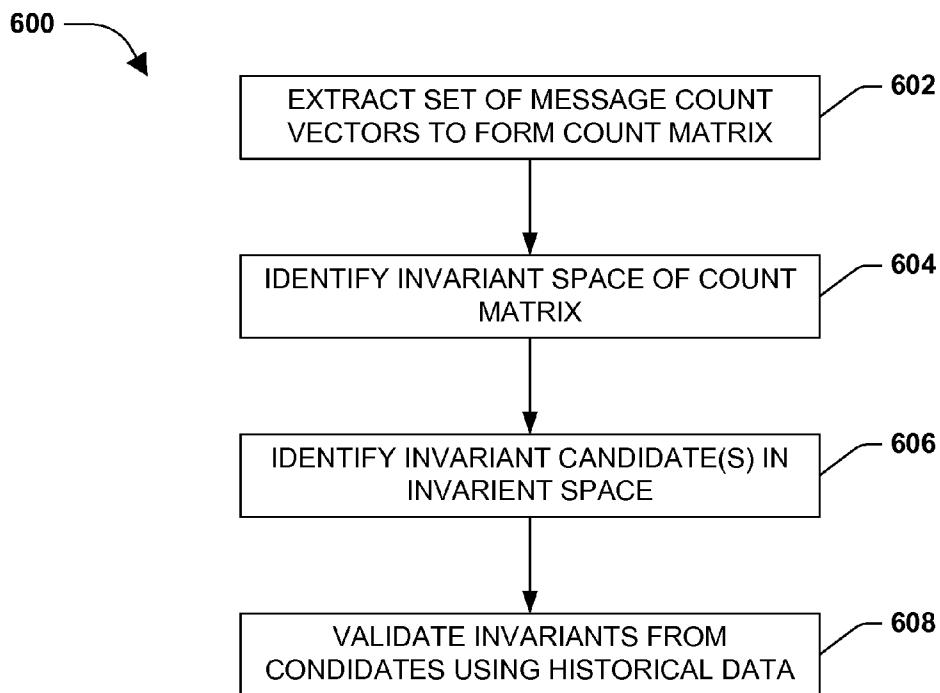 600
EXTRACT SET OF MESSAGE COUNT
VECTORS TO FORM COUNT MATRIX
602
IDENTIFY INVARIANT SPACE OF COUNT
MATRIX
604
IDENTIFY INVARIANT CANDIDATE(S) IN
INVARIENT SPACE
606
VALIDATE INVARIANTS FROM
CONDIDATES USING HISTORICAL DATA
608